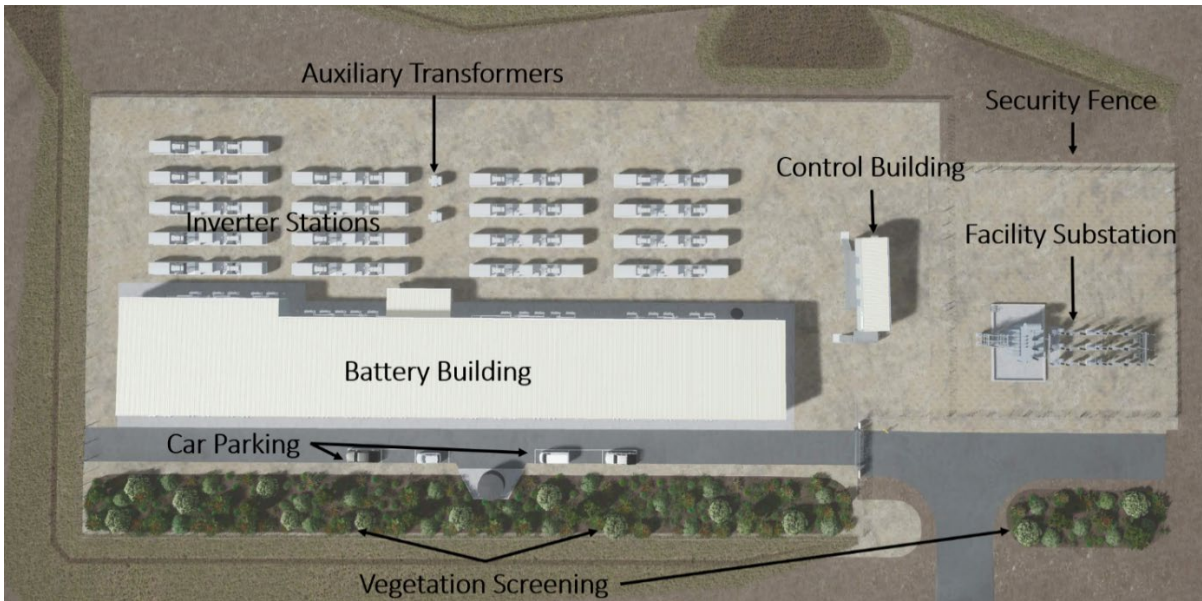 Auxiliary Transformers
Security Fence
Control Building
Inverter Stations
Facility Substation
Battery Building
Car Parking
Vegetation Screening